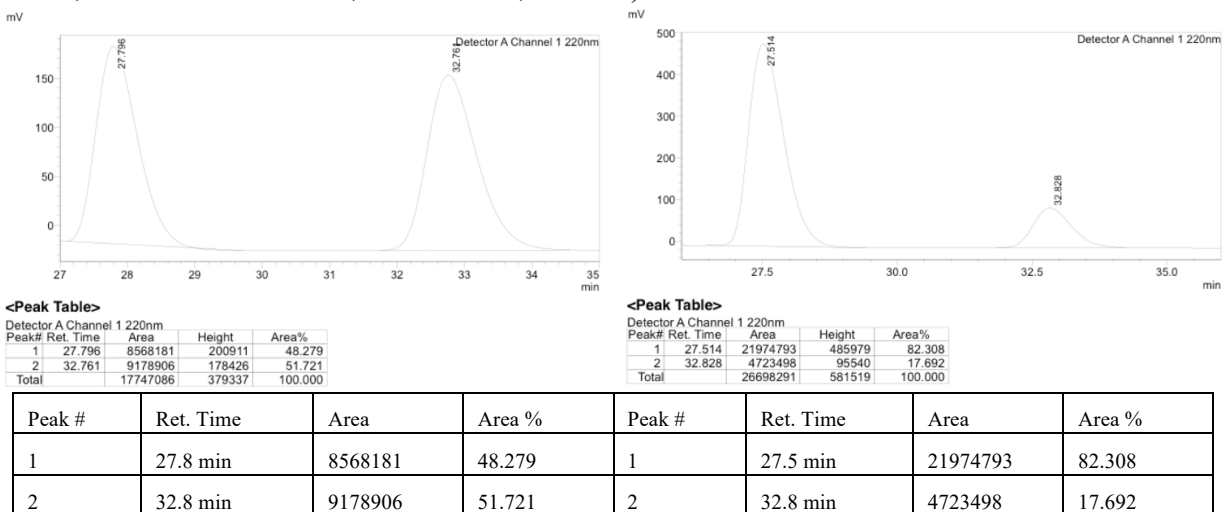 mV
Detector A Channel 1 220nm
27.796
32.761
150
100
50
0
27 28 29 30 31 32 33 34 35
min
<Peak Table>
Detector A Channel 1 220nm
Peak# Ret. Time Area Height Area%
1 27.796 8568181 200911 48.279
2 32.761 9178906 178426 51.721
Total 17747086 379337 100.000
mV
Detector A Channel 1 220nm
27.514
32.828
500
400
300
200
100
0
27.5 30.0 32.5 35.0
min
<Peak Table>
Detector A Channel 1 220nm
Peak# Ret. Time Area Height Area%
1 27.514 21974793 485979 82.308
2 32.828 4723498 95540 17.692
Total 26698291 581519 100.000
Peak # Ret. Time Area Area % Peak # Ret. Time Area Area %
1 27.8 min 8568181 48.279 1 27.5 min 21974793 82.308
2 32.8 min 9178906 51.721 2 32.8 min 4723498 17.692